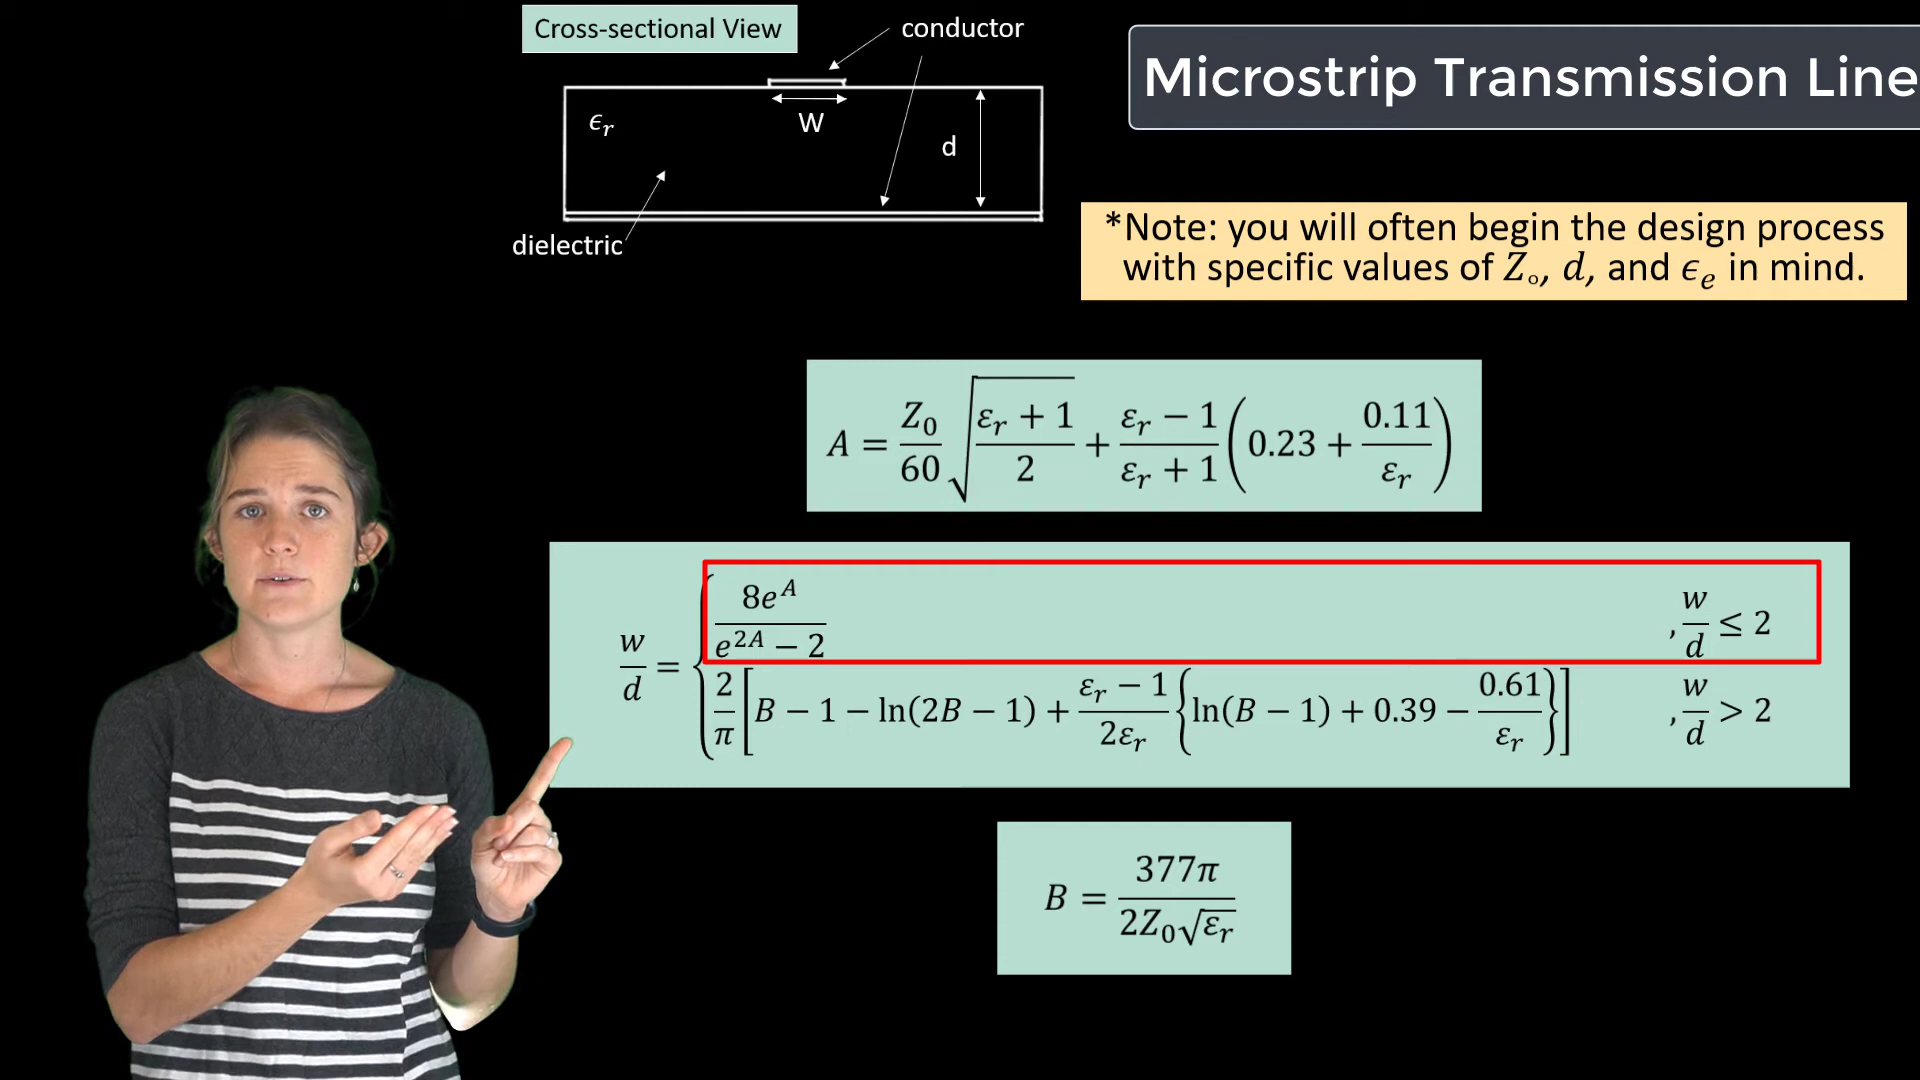 Cross-sectional View
conductor
ϵr
W
d
dielectric
Microstrip Transmission Line
*Note: you will often begin the design process
with specific values of Z₀, d, and ϵe in mind.
A = Z₀/60 √((εr + 1)/2) + (εr − 1)/(εr + 1) (0.23 + 0.11/εr)
w/d = { 8e^A/(e^(2A) − 2) , w/d ≤ 2
2/π [B − 1 − ln(2B − 1) + (εr − 1)/(2εr) {ln(B − 1) + 0.39 − 0.61/εr}] , w/d > 2
B = 377π/(2Z₀√εr)